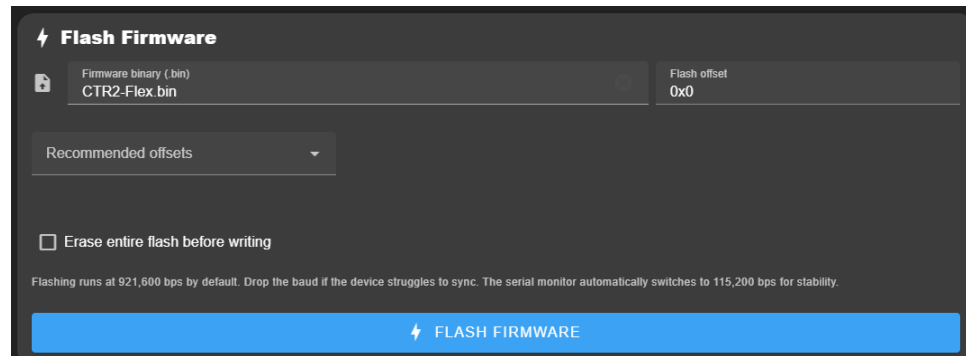 Flash Firmware
Firmware binary (.bin)
CTR2-Flex.bin
Flash offset
0x0
Recommended offsets
Erase entire flash before writing
Flashing runs at 921,600 bps by default. Drop the baud if the device struggles to sync. The serial monitor automatically switches to 115,200 bps for stability.
FLASH FIRMWARE